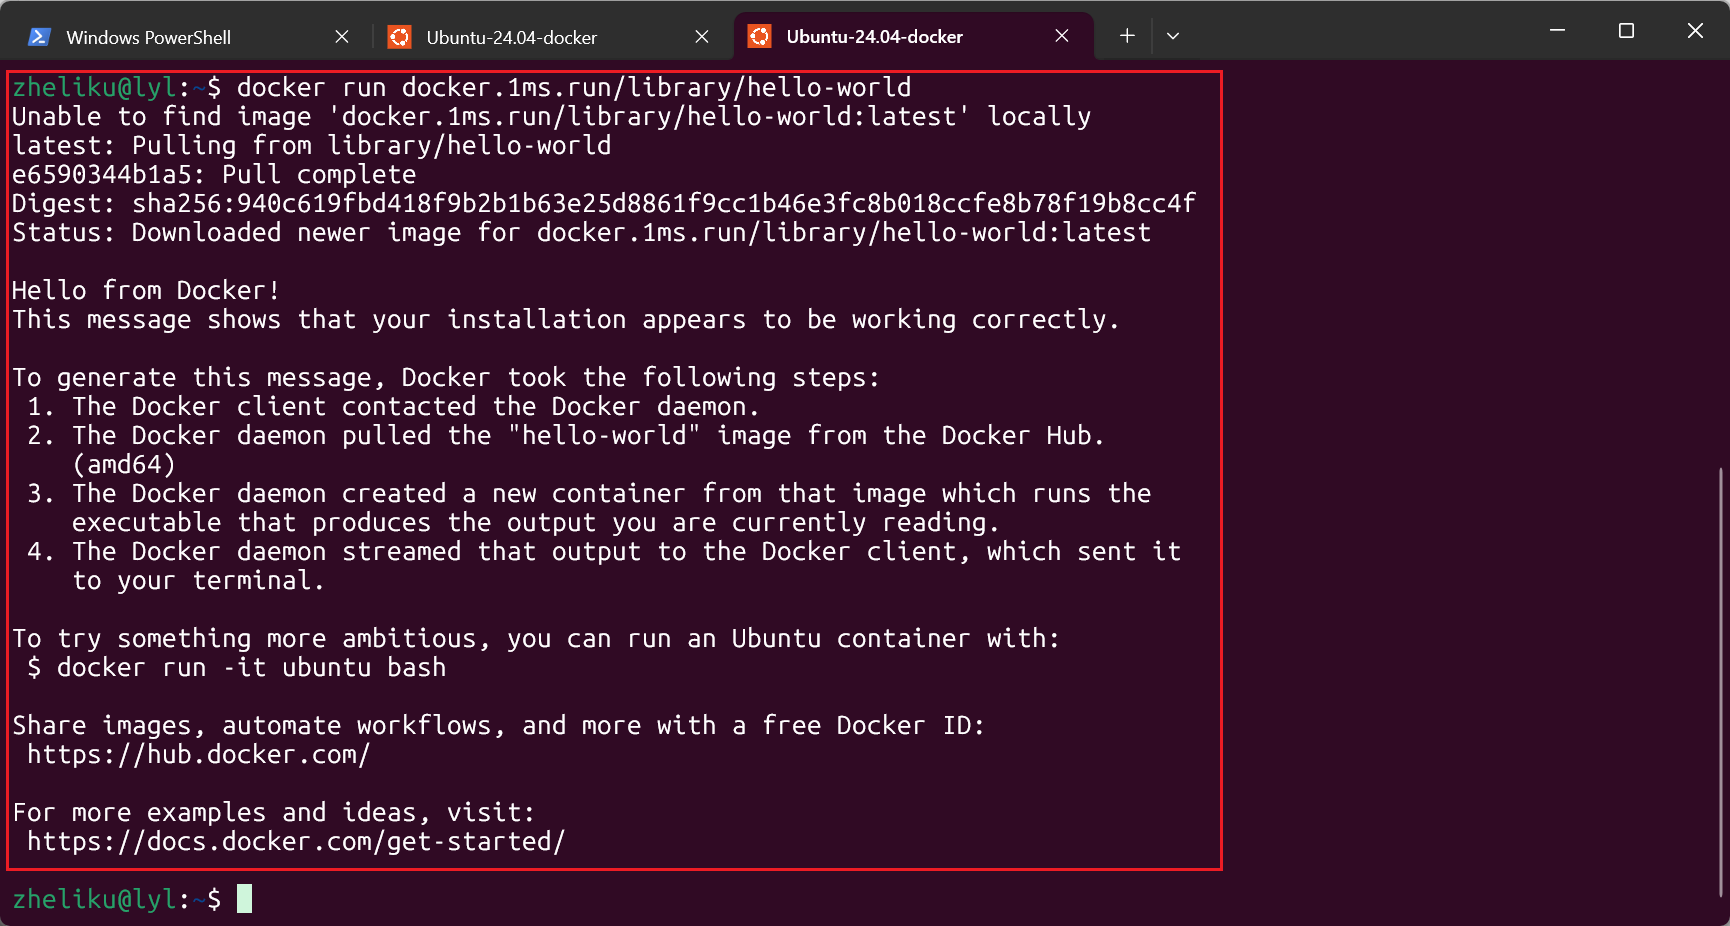 Windows PowerShell
Ubuntu-24.04-docker
Ubuntu-24.04-docker
zheliku@lyl:~$ docker run docker.1ms.run/library/hello-world
Unable to find image 'docker.1ms.run/library/hello-world:latest' locally
latest: Pulling from library/hello-world
e6590344b1a5: Pull complete
Digest: sha256:940c619fbd418f9b2b1b63e25d8861f9cc1b46e3fc8b018ccfe8b78f19b8cc4f
Status: Downloaded newer image for docker.1ms.run/library/hello-world:latest
Hello from Docker!
This message shows that your installation appears to be working correctly.
To generate this message, Docker took the following steps:
1. The Docker client contacted the Docker daemon.
2. The Docker daemon pulled the "hello-world" image from the Docker Hub.
(amd64)
3. The Docker daemon created a new container from that image which runs the
executable that produces the output you are currently reading.
4. The Docker daemon streamed that output to the Docker client, which sent it
to your terminal.
To try something more ambitious, you can run an Ubuntu container with:
$ docker run -it ubuntu bash
Share images, automate workflows, and more with a free Docker ID:
https://hub.docker.com/
For more examples and ideas, visit:
https://docs.docker.com/get-started/
zheliku@lyl:~$